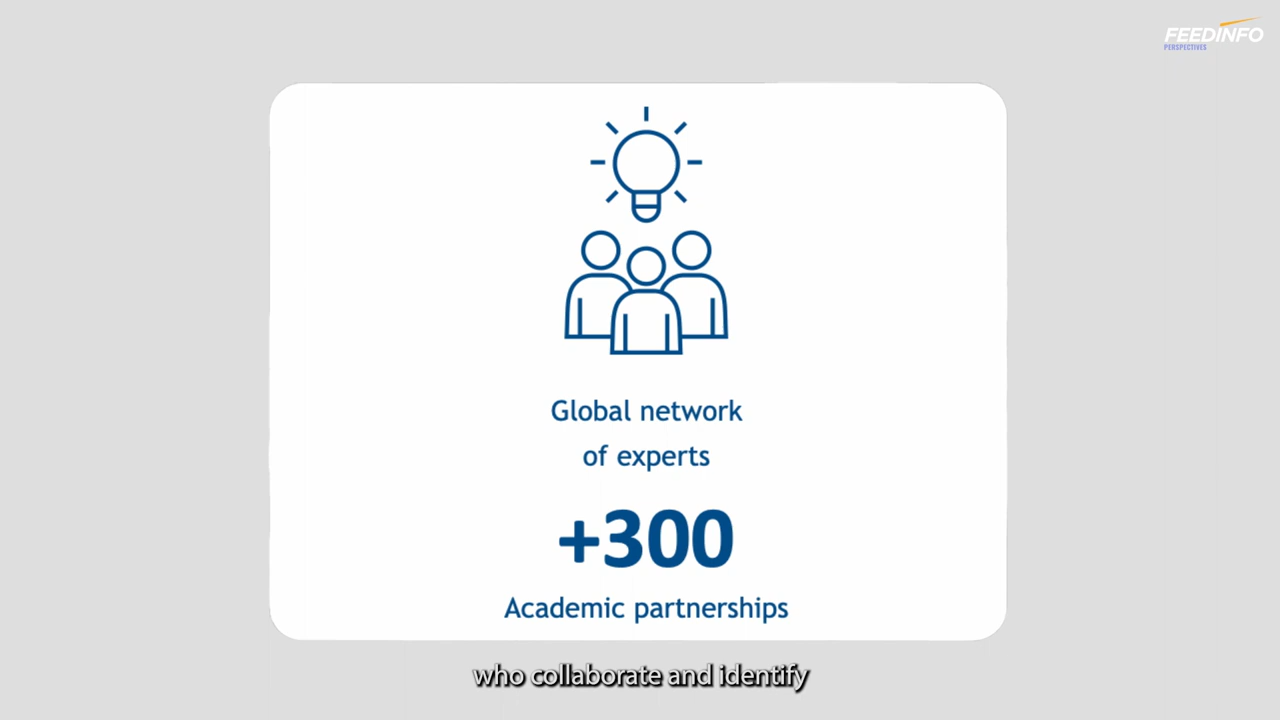 FEEDINFO
PERSPECTIVES
Global network
of experts
+300
Academic partnerships
who collaborate and identify